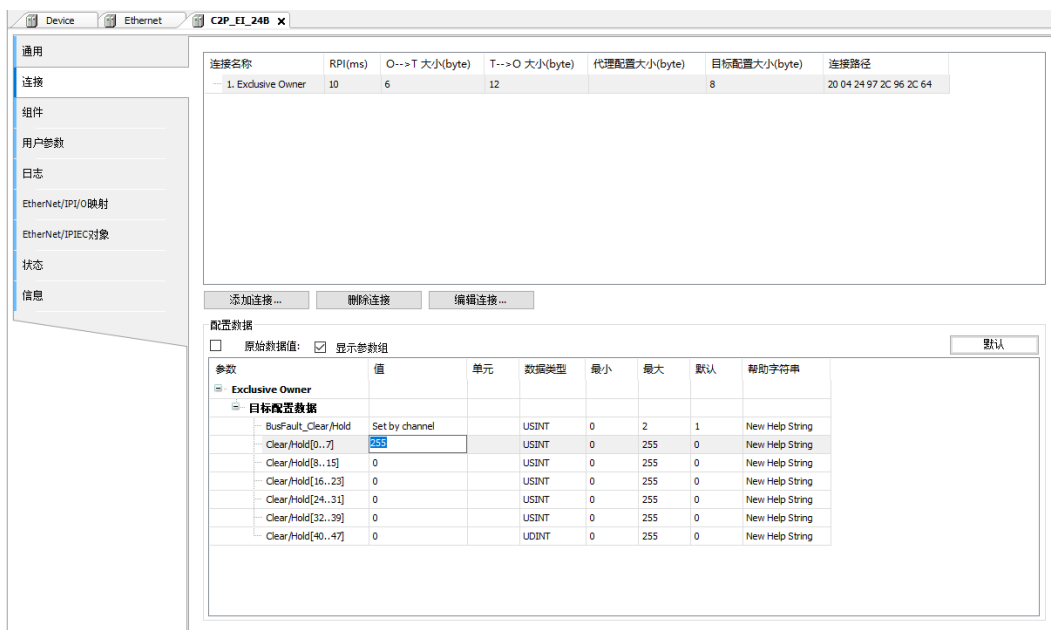 Device Ethernet C2P_EI_24B X
通用
连接
组件
用户参数
日志
EtherNet/IPI/O映射
EtherNet/IPIEC对象
状态
信息
连接名称 RPI(ms) O-->T 大小(byte) T-->O 大小(byte) 代理配置大小(byte) 目标配置大小(byte) 连接路径
1. Exclusive Owner 10 6 12 8 20 04 24 97 2C 96 2C 64
添加连接... 删除连接 编辑连接...
配置数据
原始数据值: 显示参数组 默认
参数 值 单元 数据类型 最小 最大 默认 帮助字符串
Exclusive Owner
目标配置数据
BusFault_Clear/Hold Set by channel USINT 0 2 1 New Help String
Clear/Hold[0..7] 255 USINT 0 255 0 New Help String
Clear/Hold[8..15] 0 USINT 0 255 0 New Help String
Clear/Hold[16..23] 0 USINT 0 255 0 New Help String
Clear/Hold[24..31] 0 USINT 0 255 0 New Help String
Clear/Hold[32..39] 0 USINT 0 255 0 New Help String
Clear/Hold[40..47] 0 UDINT 0 255 0 New Help String